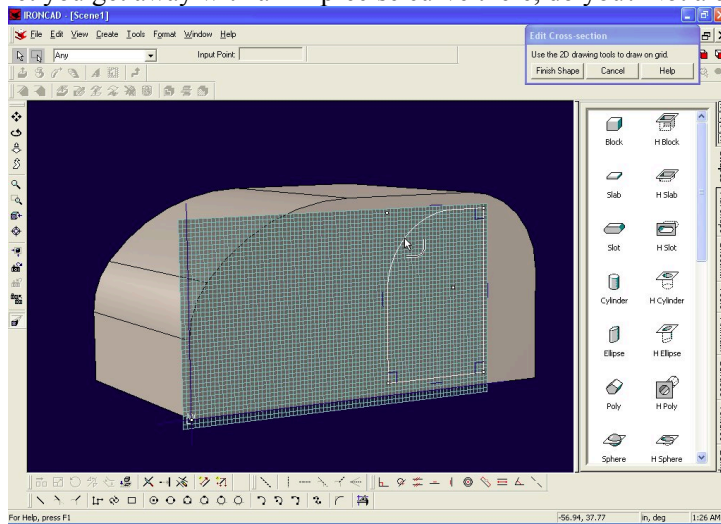 IRONCAD - [Scene1]
File Edit View Create Tools Format Window Help
Any Input Point:
Edit Cross-section
Use the 2D drawing tools to draw on grid.
Finish Shape Cancel Help
Block H Block
Slab H Slab
Slot H Slot
Cylinder H Cylinder
Ellipse H Ellipse
Poly H Poly
Sphere H Sphere
For Help, press F1 -56.94, 37.77 in, deg 1:26 AM